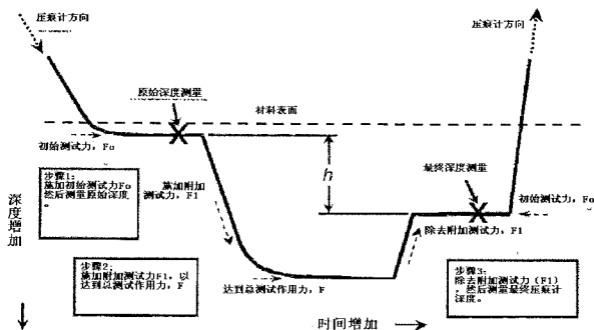 压痕计方向
压痕计方向
原始深度测量
材料表面
初始测试力，Fo
h
最终深度测量
步骤1：
施加初始测试力Fo
然后测量原始深度
。
施加附加
测试力，F1
初始测试力，Fo
除去附加测试力，F1
深度增加
步骤2：
施加附加测试力F1，以
达到总测试作用力，F
达到总测试作用力，F
步骤3：
除去附加测试力（F1）
，然后测量最终压痕计
深度。
时间增加